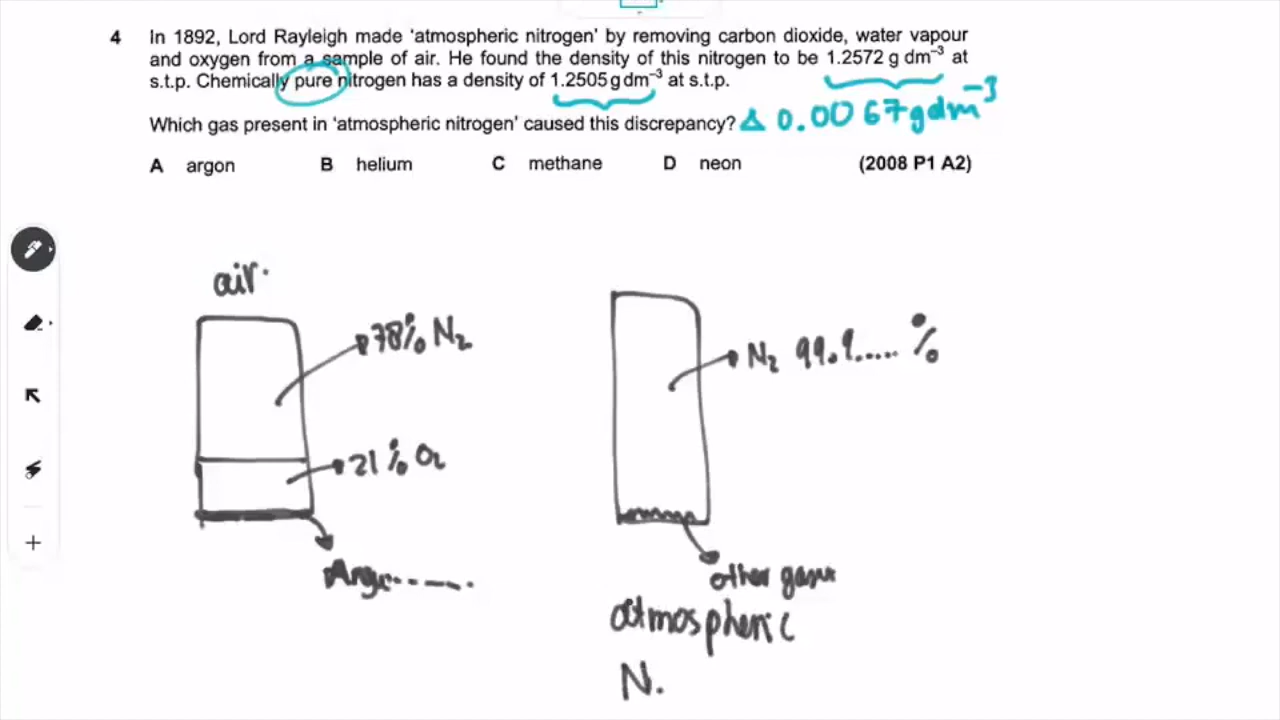 4 In 1892, Lord Rayleigh made 'atmospheric nitrogen' by removing carbon dioxide, water vapour
and oxygen from a sample of air. He found the density of this nitrogen to be 1.2572 g dm⁻³ at
s.t.p. Chemically pure nitrogen has a density of 1.2505 g dm⁻³ at s.t.p.
Which gas present in 'atmospheric nitrogen' caused this discrepancy? Δ 0.0067gdm⁻³
A argon B helium C methane D neon (2008 P1 A2)
air.
78% N₂
N₂ 99.9..... %
21% O₂
other gases
atmospheric
N.